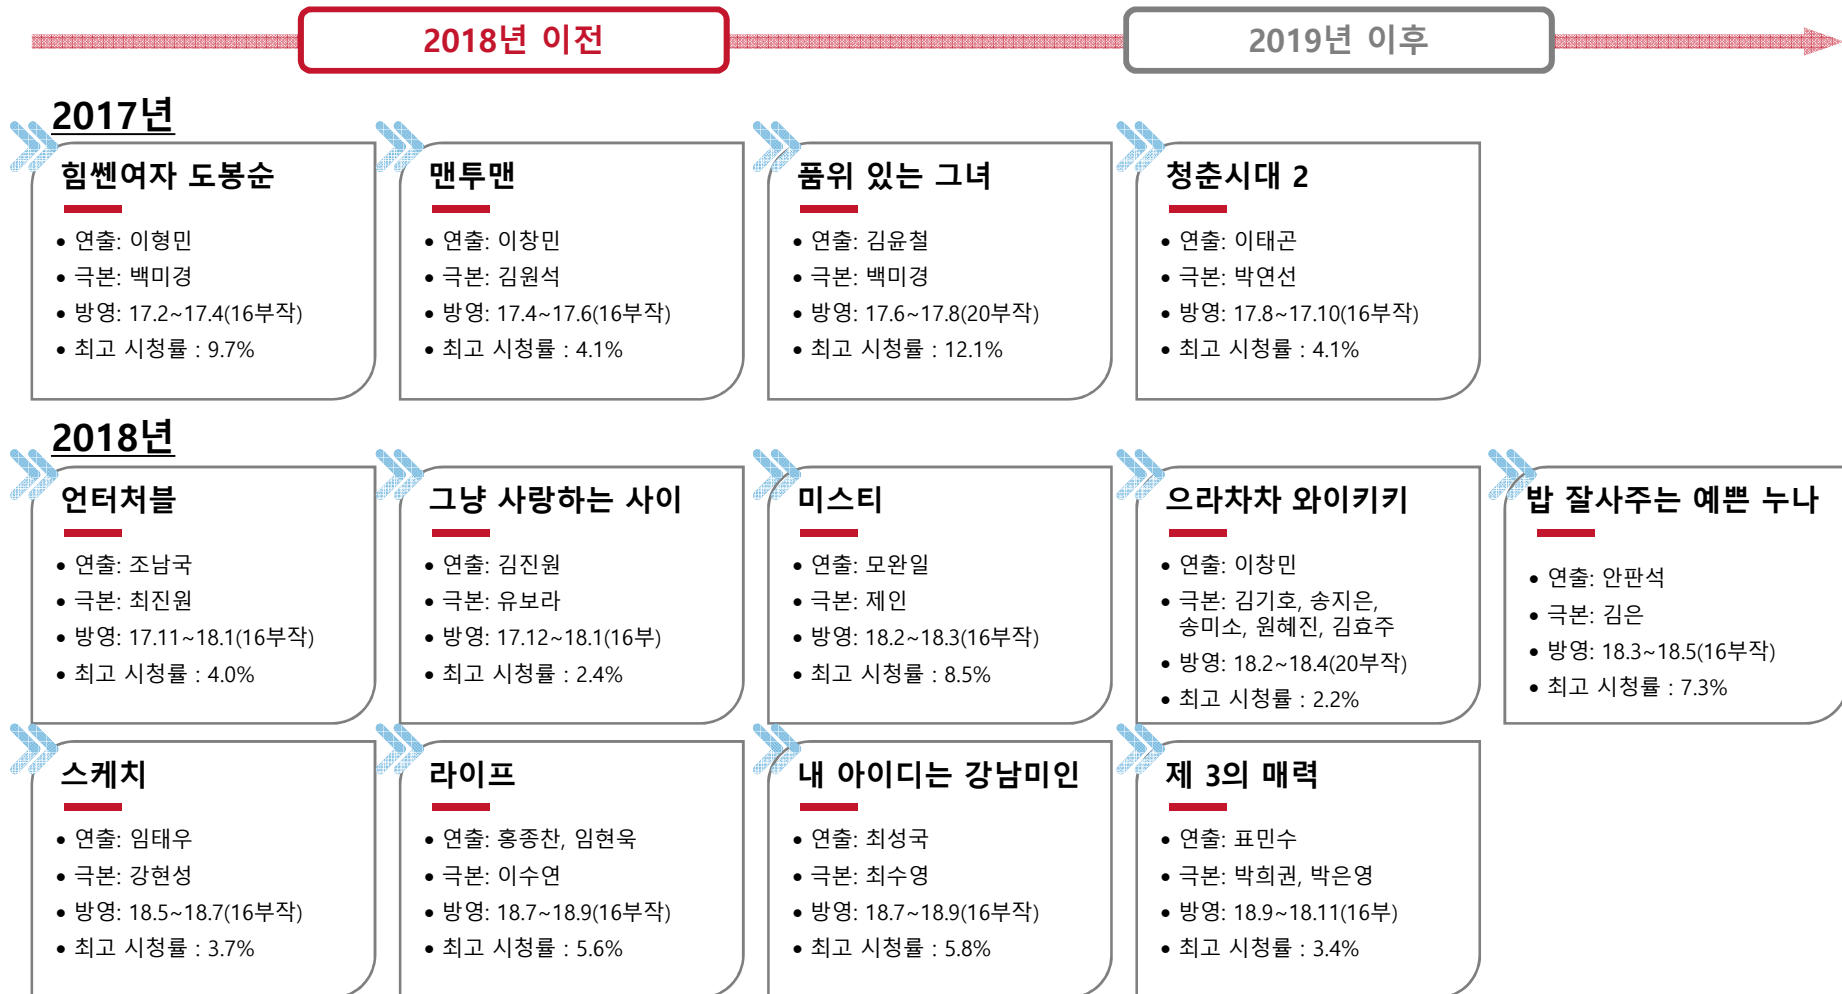 2018년 이전
2019년 이후
2017년
힘쎈여자 도봉순
• 연출: 이형민
• 극본: 백미경
• 방영: 17.2~17.4(16부작)
• 최고 시청률 : 9.7%
맨투맨
• 연출: 이창민
• 극본: 김원석
• 방영: 17.4~17.6(16부작)
• 최고 시청률 : 4.1%
품위 있는 그녀
• 연출: 김윤철
• 극본: 백미경
• 방영: 17.6~17.8(20부작)
• 최고 시청률 : 12.1%
청춘시대 2
• 연출: 이태곤
• 극본: 박연선
• 방영: 17.8~17.10(16부작)
• 최고 시청률 : 4.1%
2018년
언터처블
• 연출: 조남국
• 극본: 최진원
• 방영: 17.11~18.1(16부작)
• 최고 시청률 : 4.0%
그냥 사랑하는 사이
• 연출: 김진원
• 극본: 유보라
• 방영: 17.12~18.1(16부)
• 최고 시청률 : 2.4%
미스티
• 연출: 모완일
• 극본: 제인
• 방영: 18.2~18.3(16부작)
• 최고 시청률 : 8.5%
으라차차 와이키키
• 연출: 이창민
• 극본: 김기호, 송지은,
송미소, 원혜진, 김효주
• 방영: 18.2~18.4(20부작)
• 최고 시청률 : 2.2%
밥 잘사주는 예쁜 누나
• 연출: 안판석
• 극본: 김은
• 방영: 18.3~18.5(16부작)
• 최고 시청률 : 7.3%
스케치
• 연출: 임태우
• 극본: 강현성
• 방영: 18.5~18.7(16부작)
• 최고 시청률 : 3.7%
라이프
• 연출: 홍종찬, 임현욱
• 극본: 이수연
• 방영: 18.7~18.9(16부작)
• 최고 시청률 : 5.6%
내 아이디는 강남미인
• 연출: 최성국
• 극본: 최수영
• 방영: 18.7~18.9(16부작)
• 최고 시청률 : 5.8%
제 3의 매력
• 연출: 표민수
• 극본: 박희권, 박은영
• 방영: 18.9~18.11(16부)
• 최고 시청률 : 3.4%